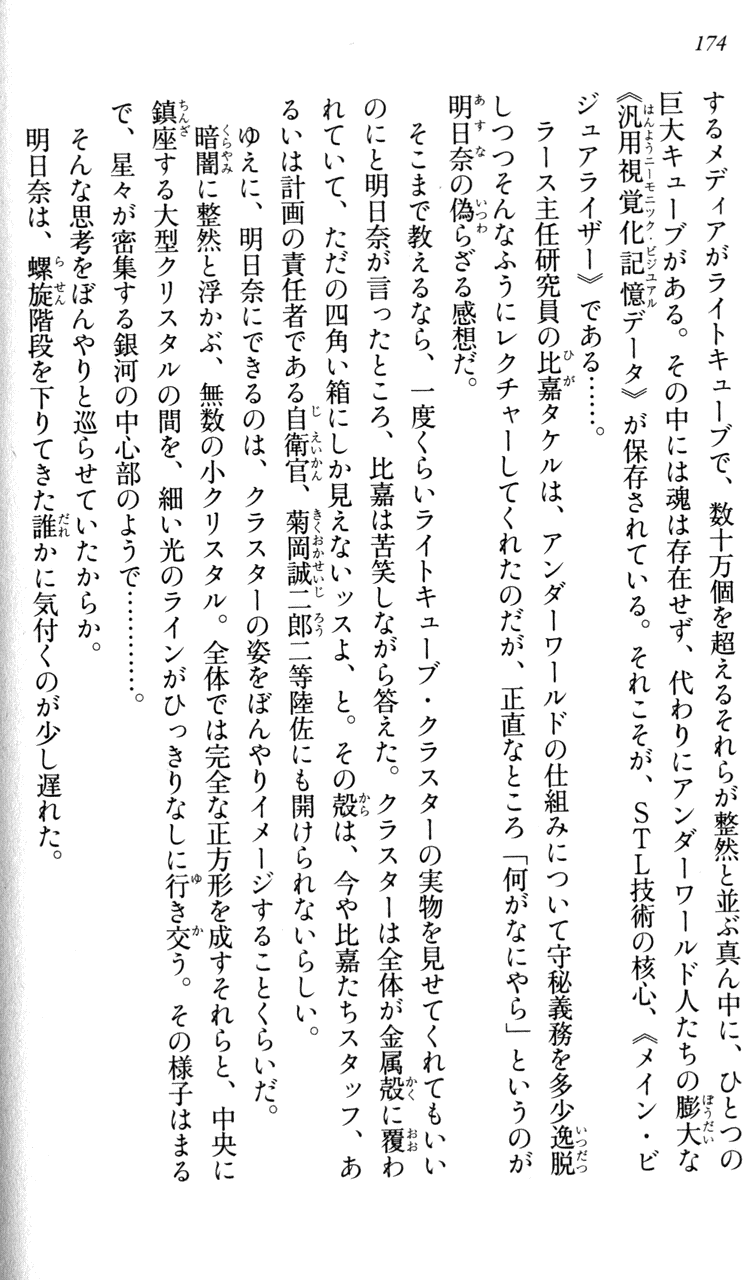 174
するメディアがライトキューブで、数十万個を超えるそれらが整然と並ぶ真ん中に、ひとつの
巨大キューブがある。その中には魂は存在せず、代わりにアンダーワールド人たちの膨大な
《汎用視覚化記憶データ》が保存されている。それこそが、STL技術の核心、《メイン・ビ
ジュアライザー》である……。
ラース主任研究員の比嘉タケルは、アンダーワールドの仕組みについて守秘義務を多少逸脱
しつつそんなふうにレクチャーしてくれたのだが、正直なところ「何がなにやら」というのが
明日奈の偽らざる感想だ。
そこまで教えるなら、一度くらいライトキューブ・クラスターの実物を見せてくれてもいい
のにと明日奈が言ったところ、比嘉は苦笑しながら答えた。クラスターは全体が金属殻に覆わ
れていて、ただの四角い箱にしか見えないッスよ、と。その殻は、今や比嘉たちスタッフ、あ
るいは計画の責任者である自衛官、菊岡誠二郎二等陸佐にも開けられないらしい。
ゆえに、明日奈にできるのは、クラスターの姿をぼんやりイメージすることくらいだ。
暗闇に整然と浮かぶ、無数の小クリスタル。全体では完全な正方形を成すそれらと、中央に
鎮座する大型クリスタルの間を、細い光のラインがひっきりなしに行き交う。その様子はまる
で、星々が密集する銀河の中心部のようで…………。
そんな思考をぼんやりと巡らせていたからか。
明日奈は、螺旋階段を下りてきた誰かに気付くのが少し遅れた。